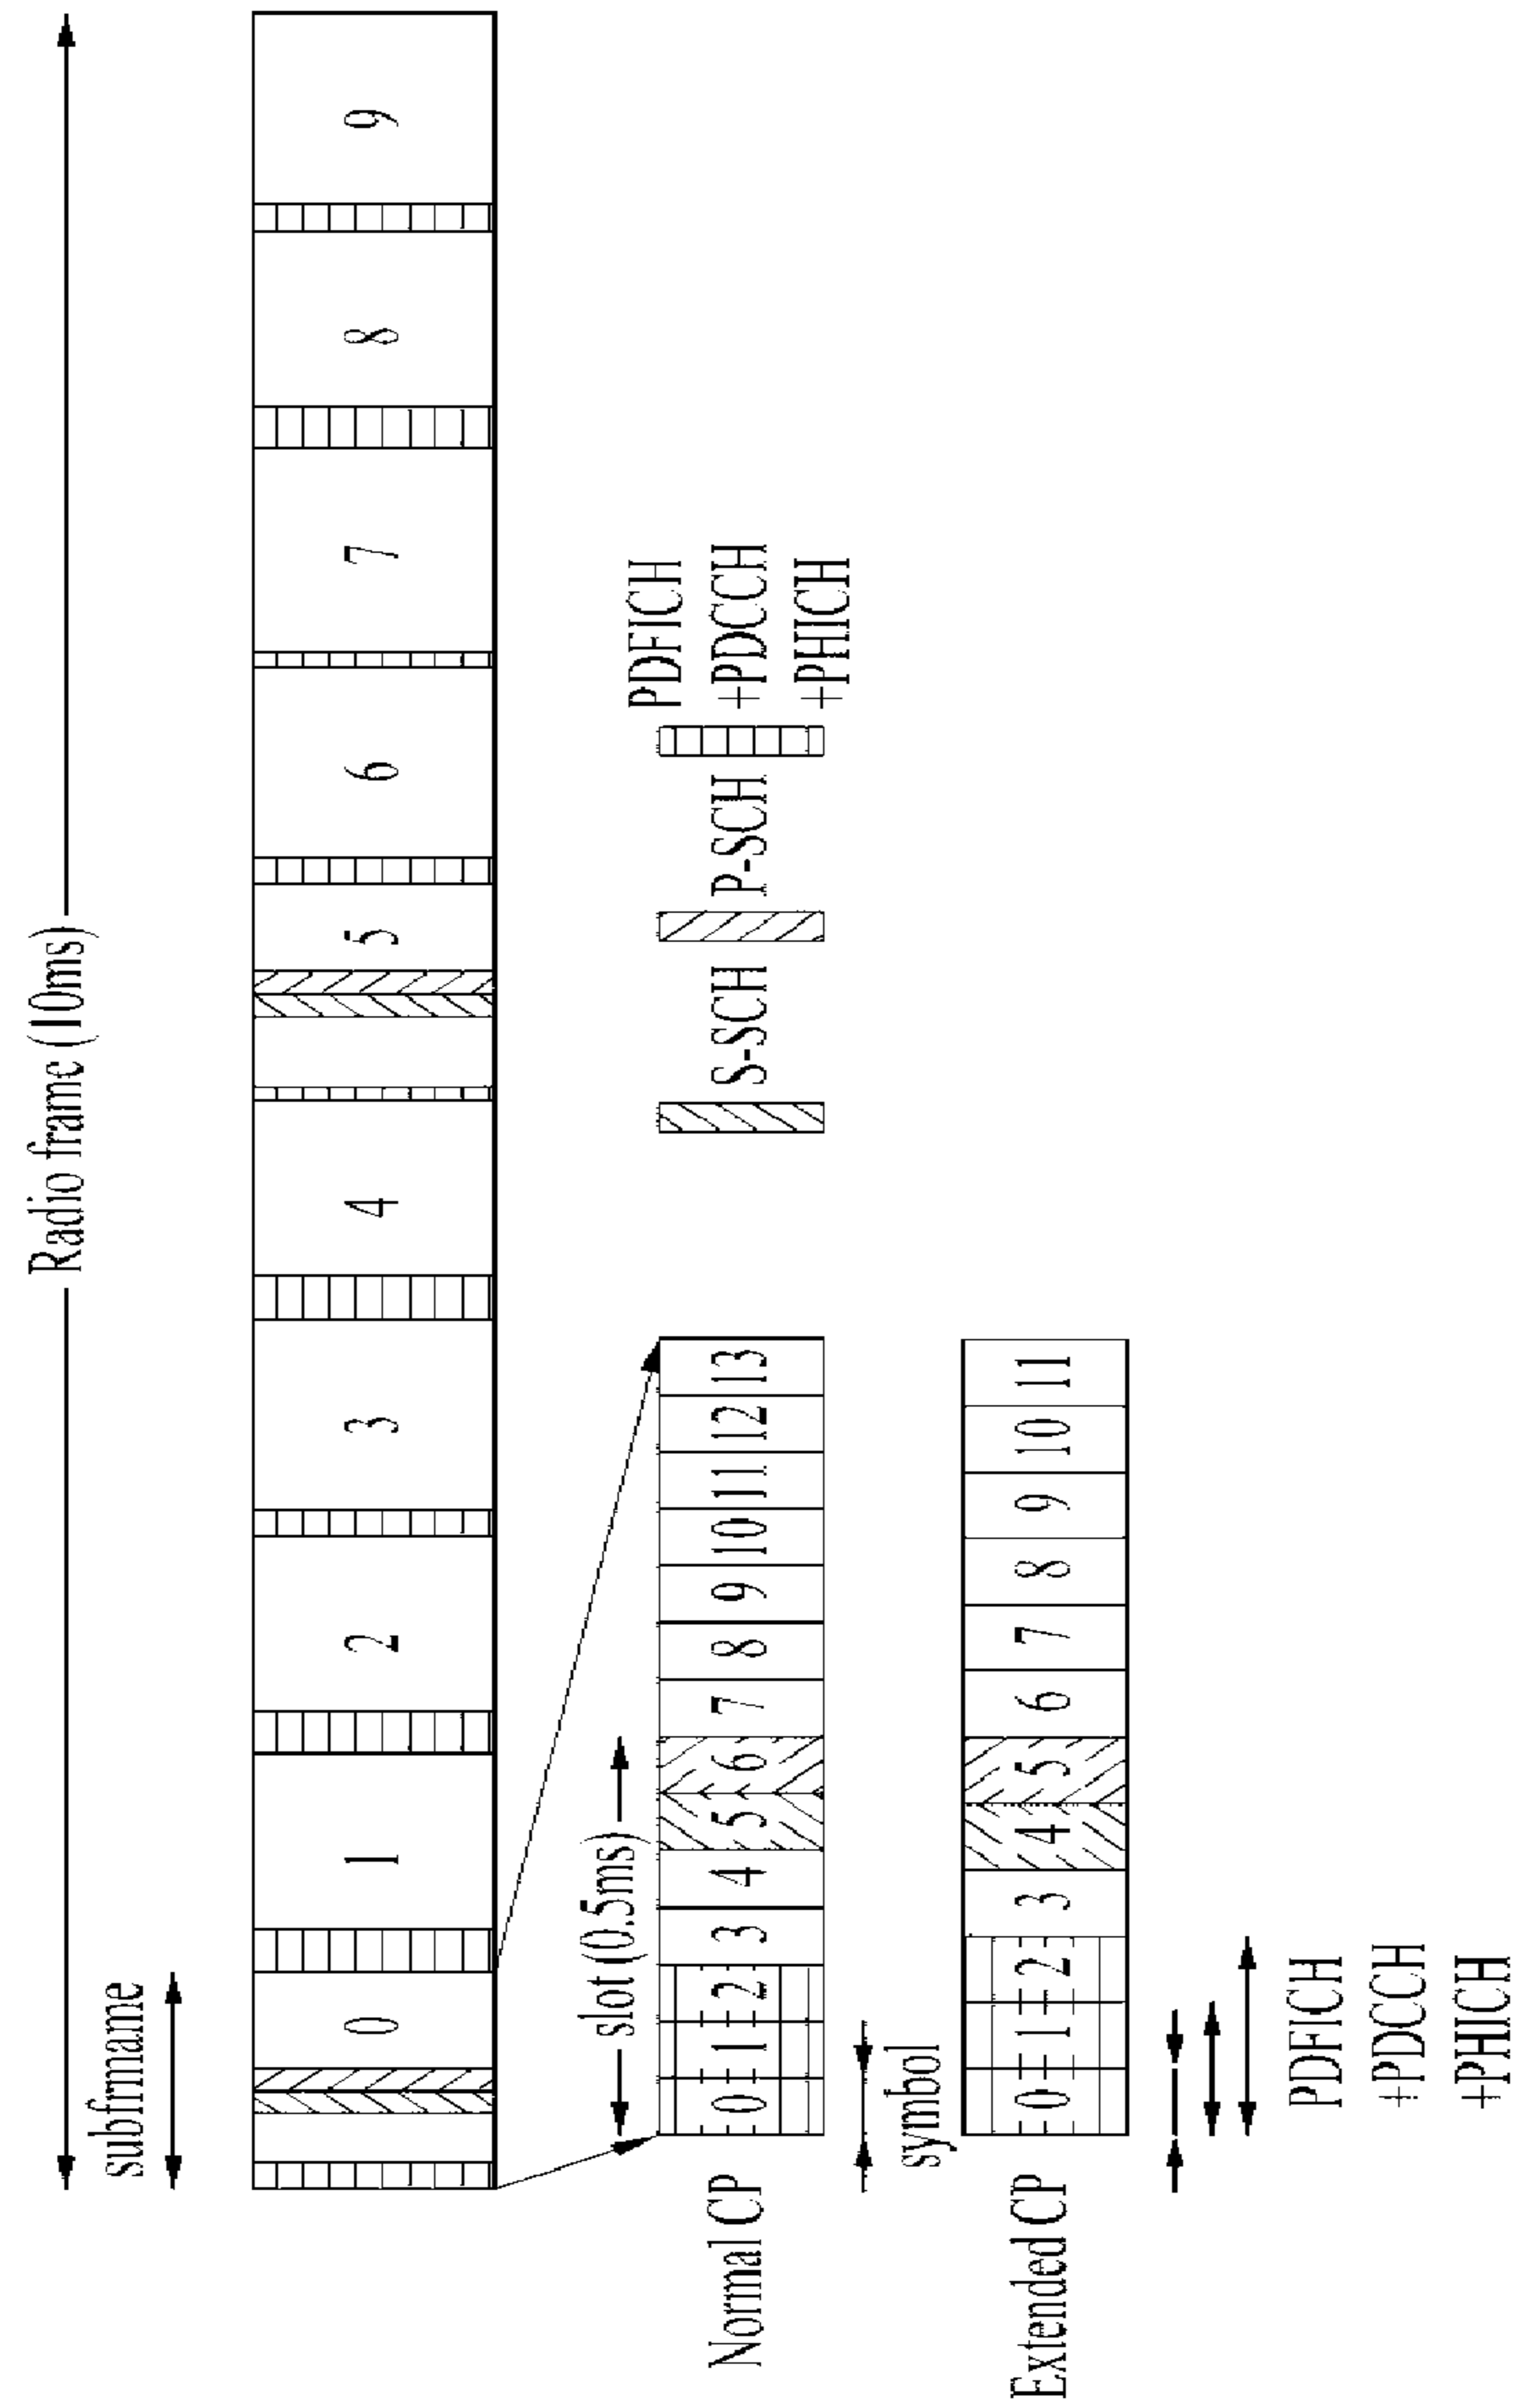 Radio frame (10ms)
subfrmame
0 1 2 3 4 5 6 7 8 9
slot (0.5ms)
Normal CP 0 1 2 3 4 5 6 7 8 9 10 11 12 13
S-SCH P-SCH PDFICH
+PDCCH
+PHICH
symbol
Extended CP 0 1 2 3 4 5 6 7 8 9 10 11
PDFICH
+PDCCH
+PHICH